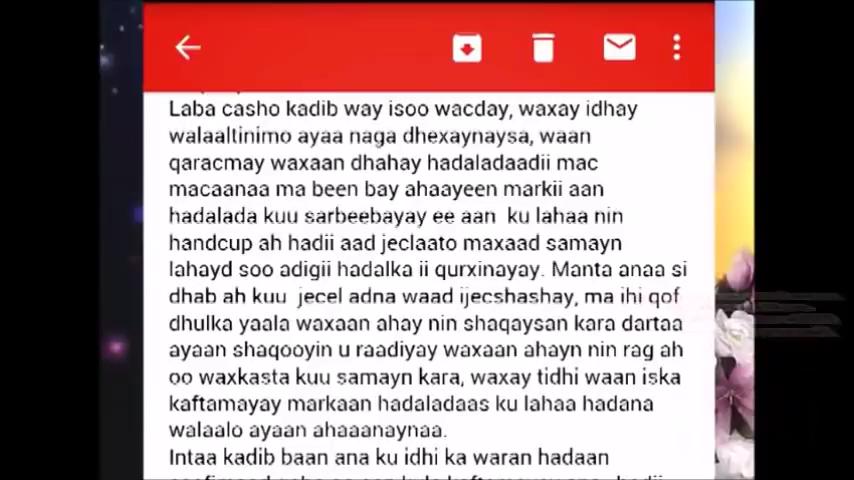 Laba casho kadib way isoo wacday, waxay idhay
walaaltinimo ayaa naga dhexaynaysa, waan
qaracmay waxaan dhahay hadaladaadii mac
macaanaa ma been bay ahaayeen markii aan
hadalada kuu sarbeebayay ee aan ku lahaa nin
handcup ah hadii aad jeclaato maxaad samayn
lahayd soo adigii hadalka ii qurxinayay. Manta anaa si
dhab ah kuu jecel adna waad ijecshashay, ma ihi qof
dhulka yaala waxaan ahay nin shaqaysan kara dartaa
ayaan shaqooyin u raadiyay waxaan ahayn nin rag ah
oo waxkasta kuu samayn kara, waxay tidhi waan iska
kaftamayay markaan hadaladaas ku lahaa hadana
walaalo ayaan ahaaanaynaa.
Intaa kadib baan ana ku idhi ka waran hadaan